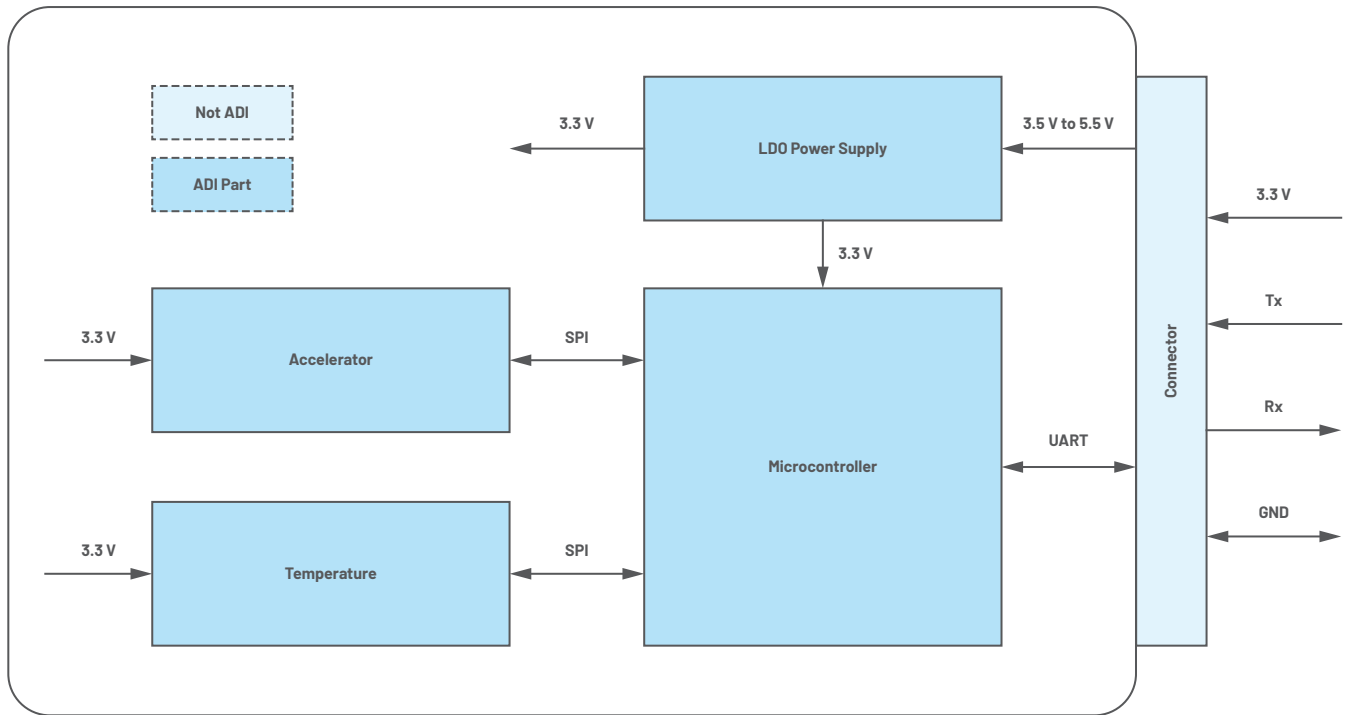 Not ADI
ADI Part
3.3 V
LDO Power Supply
3.5 V to 5.5 V
3.3 V
3.3 V
Accelerator
SPI
3.3 V
Temperature
SPI
Microcontroller
UART
Connector
3.3 V
Tx
Rx
GND